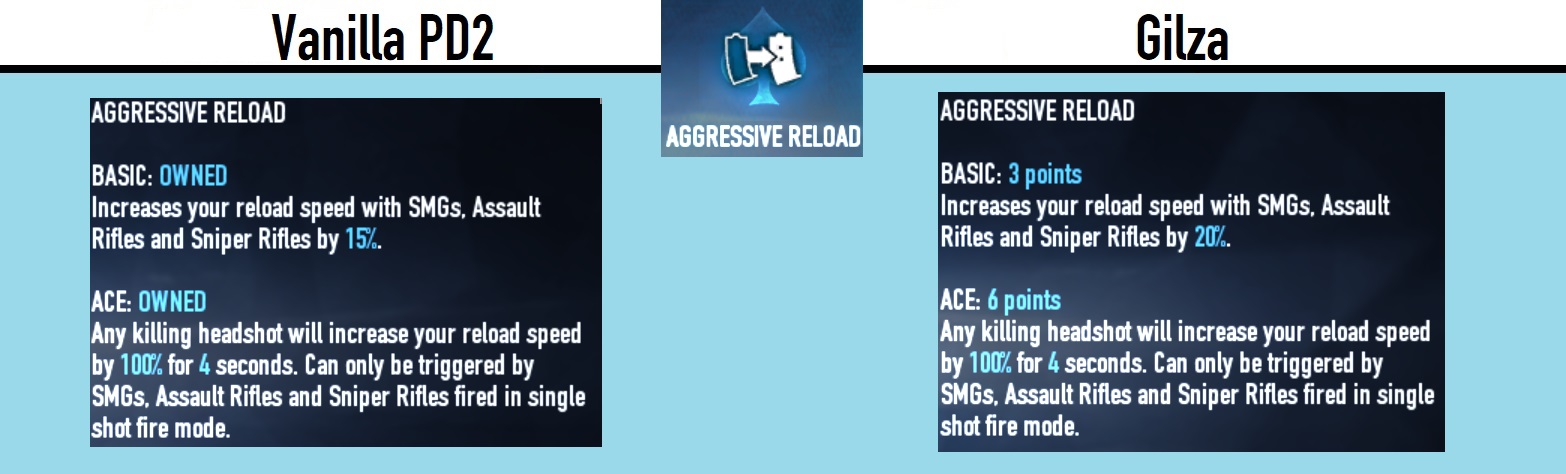 Vanilla PD2
AGGRESSIVE RELOAD
BASIC: OWNED
Increases your reload speed with SMGs, Assault
Rifles and Sniper Rifles by 15%.
ACE: OWNED
Any killing headshot will increase your reload speed
by 100% for 4 seconds. Can only be triggered by
SMGs, Assault Rifles and Sniper Rifles fired in single
shot fire mode.
AGGRESSIVE RELOAD
Gilza
AGGRESSIVE RELOAD
BASIC: 3 points
Increases your reload speed with SMGs, Assault
Rifles and Sniper Rifles by 20%.
ACE: 6 points
Any killing headshot will increase your reload speed
by 100% for 4 seconds. Can only be triggered by
SMGs, Assault Rifles and Sniper Rifles fired in single
shot fire mode.